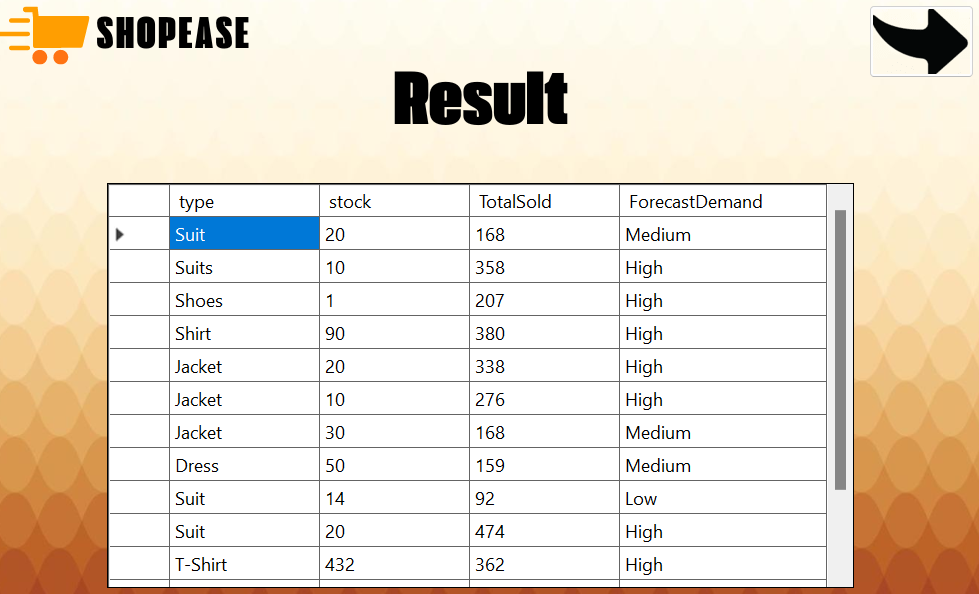 SHOPEASE
Result
type stock TotalSold ForecastDemand
Suit 20 168 Medium
Suits 10 358 High
Shoes 1 207 High
Shirt 90 380 High
Jacket 20 338 High
Jacket 10 276 High
Jacket 30 168 Medium
Dress 50 159 Medium
Suit 14 92 Low
Suit 20 474 High
T-Shirt 432 362 High